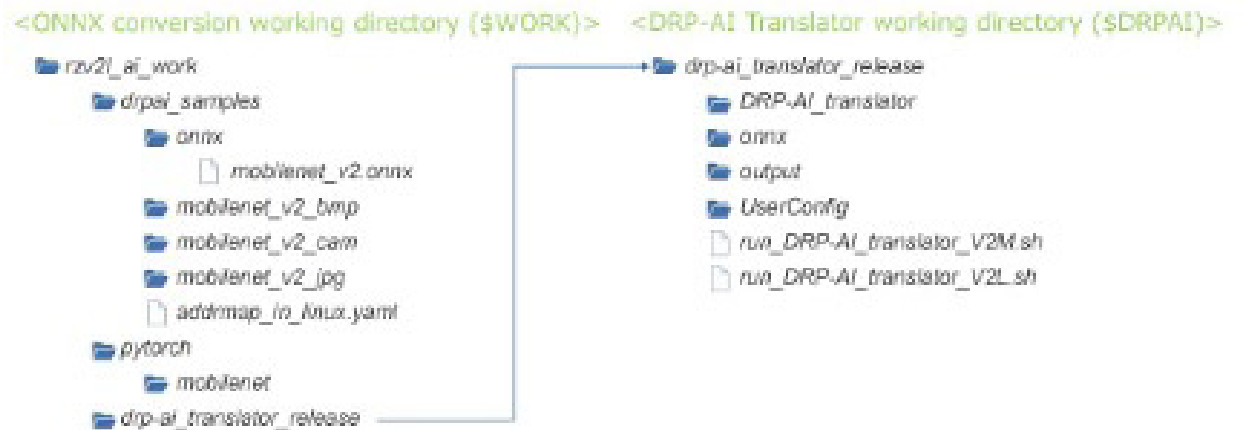 <ONNX conversion working directory ($WORK)>
rzv2l_ai_work
drpai_samples
onnx
mobilenet_v2.onnx
mobilenet_v2_bmp
mobilenet_v2_cam
mobilenet_v2_jpg
addrmap_in_linux.yaml
pytorch
mobilenet
drp-ai_translator_release
<DRP-AI Translator working directory ($DRPAI)>
drp-ai_translator_release
DRP-AI_translator
onnx
output
UserConfig
run_DRP-AI_translator_V2M.sh
run_DRP-AI_translator_V2L.sh